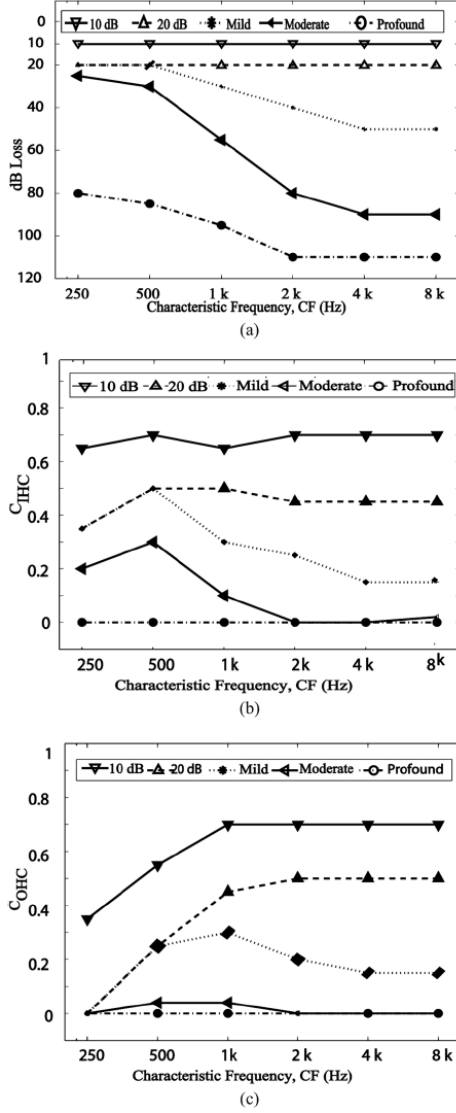 10 dB 20 dB Mild Moderate Profound
0
10
20
40
60
80
100
120
dB Loss
250 500 1 k 2 k 4 k 8 k
Characteristic Frequency, CF (Hz)
(a)
1
10 dB 20 dB Mild Moderate Profound
0.8
0.6
0.4
0.2
0
CIHC
250 500 1k 2 k 4 k 8k
Characteristic Frequency, CF (Hz)
(b)
1
10 dB 20 dB Mild Moderate Profound
0.8
0.6
0.4
0.2
0
COHC
250 500 1k 2 k 4 k 8 k
Characteristic Frequency, CF (Hz)
(c)